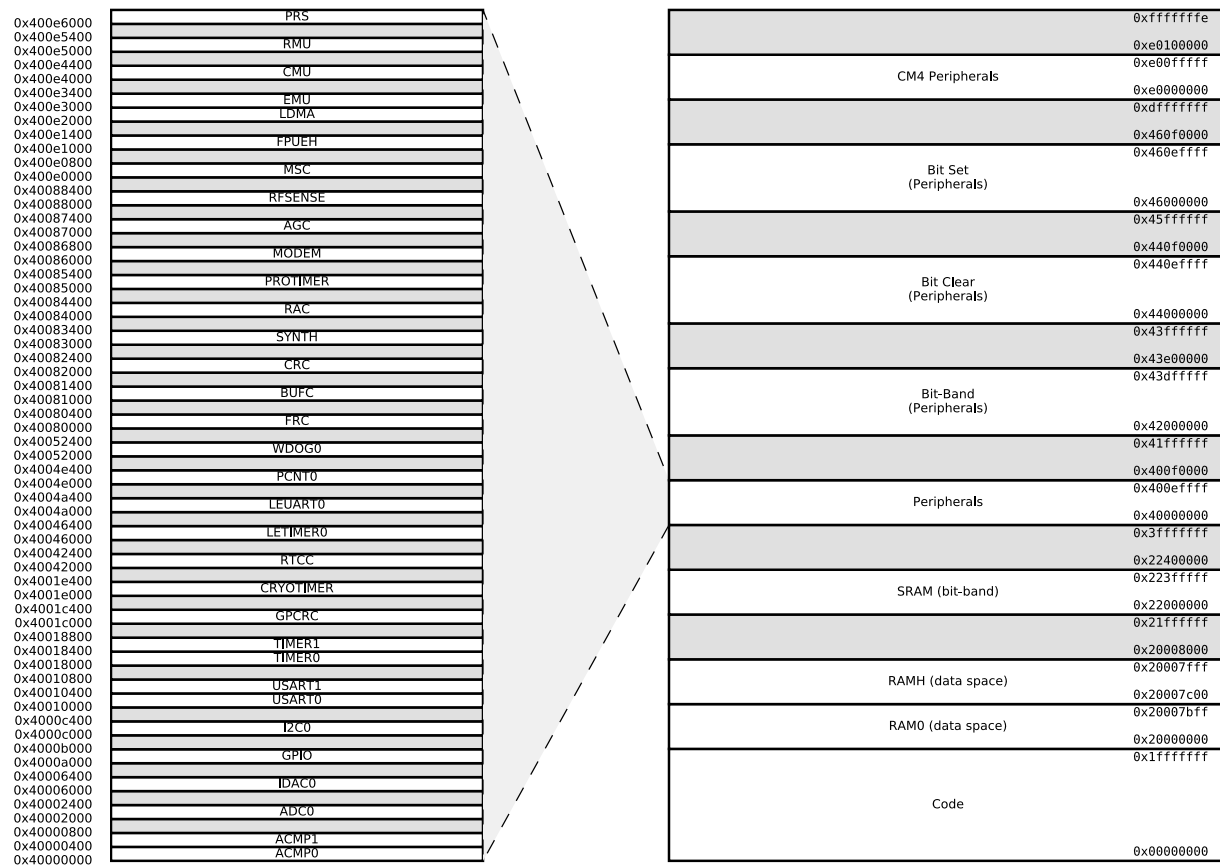 PRS
0x400e6000
0x400e5400
RMU
0x400e5000
0x400e4400
CMU
0x400e4000
0x400e3400
EMU
0x400e3000
LDMA
0x400e2000
0x400e1400
FPUEH
0x400e1000
0x400e0800
MSC
0x400e0000
0x40088400
RFSENSE
0x40088000
0x40087400
AGC
0x40087000
0x40086800
MODEM
0x40086000
0x40085400
PROTIMER
0x40085000
0x40084400
RAC
0x40084000
0x40083400
SYNTH
0x40083000
0x40082400
CRC
0x40082000
0x40081400
BUFC
0x40081000
0x40080400
FRC
0x40080000
0x40052400
WDOG0
0x40052000
0x4004e400
PCNT0
0x4004e000
0x4004a400
LEUART0
0x4004a000
0x40046400
LETIMER0
0x40046000
0x40042400
RTCC
0x40042000
0x4001e400
CRYOTIMER
0x4001e000
0x4001c400
GPCRC
0x4001c000
0x40018800
TIMER1
0x40018400
TIMER0
0x40018000
0x40010800
USART1
0x40010400
USART0
0x40010000
0x4000c400
I2C0
0x4000c000
0x4000b000
GPIO
0x4000a000
0x40006400
IDAC0
0x40006000
0x40002400
ADC0
0x40002000
0x40000800
ACMP1
0x40000400
ACMP0
0x40000000
0xfffffffe
0xe0100000
0xe00fffff
CM4 Peripherals
0xe0000000
0xdfffffff
0x460f0000
0x460effff
Bit Set
(Peripherals)
0x46000000
0x45ffffff
0x440f0000
0x440effff
Bit Clear
(Peripherals)
0x44000000
0x43ffffff
0x43e00000
0x43dfffff
Bit-Band
(Peripherals)
0x42000000
0x41ffffff
0x400f0000
0x400effff
Peripherals
0x40000000
0x3fffffff
0x22400000
0x223fffff
SRAM (bit-band)
0x22000000
0x21ffffff
0x20008000
0x20007fff
RAMH (data space)
0x20007c00
0x20007bff
RAM0 (data space)
0x20000000
0x1fffffff
Code
0x00000000